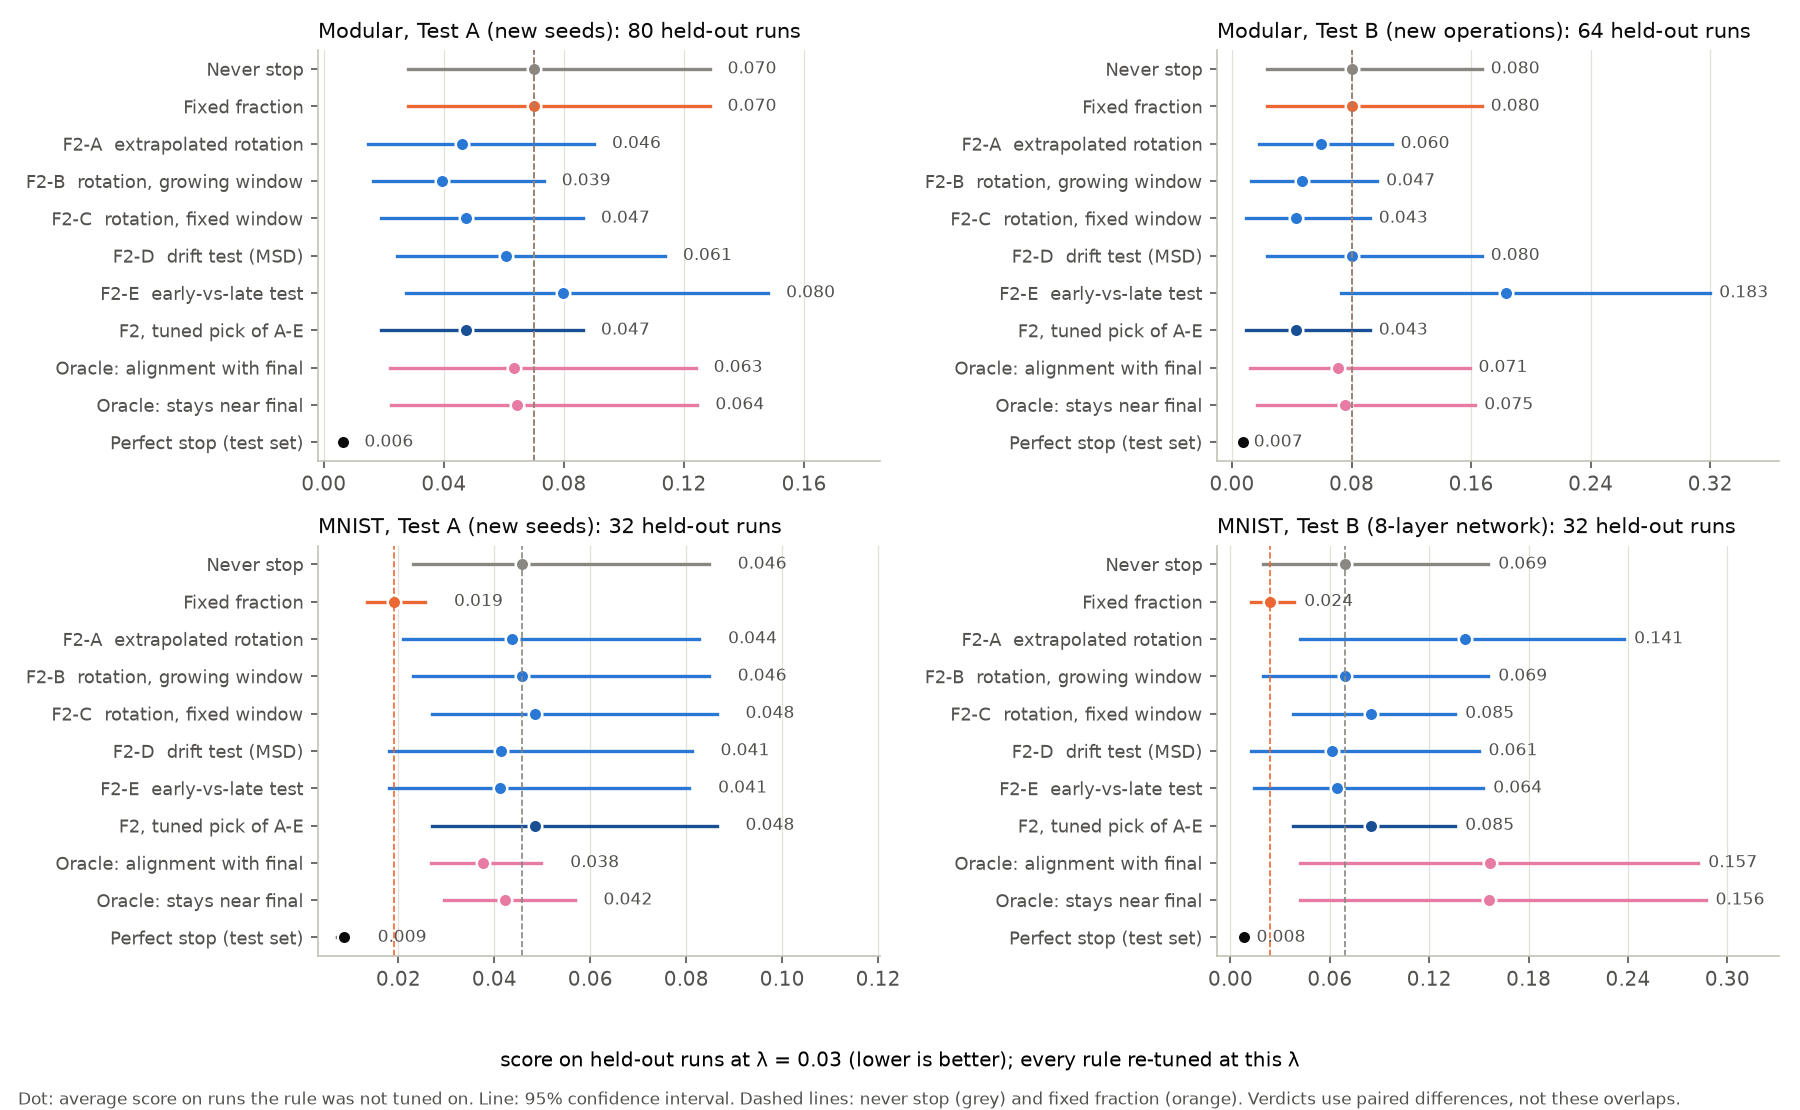 Modular, Test A (new seeds): 80 held-out runs
Never stop 0.070
Fixed fraction 0.070
F2-A extrapolated rotation 0.046
F2-B rotation, growing window 0.039
F2-C rotation, fixed window 0.047
F2-D drift test (MSD) 0.061
F2-E early-vs-late test 0.080
F2, tuned pick of A-E 0.047
Oracle: alignment with final 0.063
Oracle: stays near final 0.064
Perfect stop (test set) 0.006
0.00 0.04 0.08 0.12 0.16
Modular, Test B (new operations): 64 held-out runs
Never stop 0.080
Fixed fraction 0.080
F2-A extrapolated rotation 0.060
F2-B rotation, growing window 0.047
F2-C rotation, fixed window 0.043
F2-D drift test (MSD) 0.080
F2-E early-vs-late test 0.183
F2, tuned pick of A-E 0.043
Oracle: alignment with final 0.071
Oracle: stays near final 0.075
Perfect stop (test set) 0.007
0.00 0.08 0.16 0.24 0.32
MNIST, Test A (new seeds): 32 held-out runs
Never stop 0.046
Fixed fraction 0.019
F2-A extrapolated rotation 0.044
F2-B rotation, growing window 0.046
F2-C rotation, fixed window 0.048
F2-D drift test (MSD) 0.041
F2-E early-vs-late test 0.041
F2, tuned pick of A-E 0.048
Oracle: alignment with final 0.038
Oracle: stays near final 0.042
Perfect stop (test set) 0.009
0.02 0.04 0.06 0.08 0.10 0.12
MNIST, Test B (8-layer network): 32 held-out runs
Never stop 0.069
Fixed fraction 0.024
F2-A extrapolated rotation 0.141
F2-B rotation, growing window 0.069
F2-C rotation, fixed window 0.085
F2-D drift test (MSD) 0.061
F2-E early-vs-late test 0.064
F2, tuned pick of A-E 0.085
Oracle: alignment with final 0.157
Oracle: stays near final 0.156
Perfect stop (test set) 0.008
0.00 0.06 0.12 0.18 0.24 0.30
score on held-out runs at λ = 0.03 (lower is better); every rule re-tuned at this λ
Dot: average score on runs the rule was not tuned on. Line: 95% confidence interval. Dashed lines: never stop (grey) and fixed fraction (orange). Verdicts use paired differences, not these overlaps.